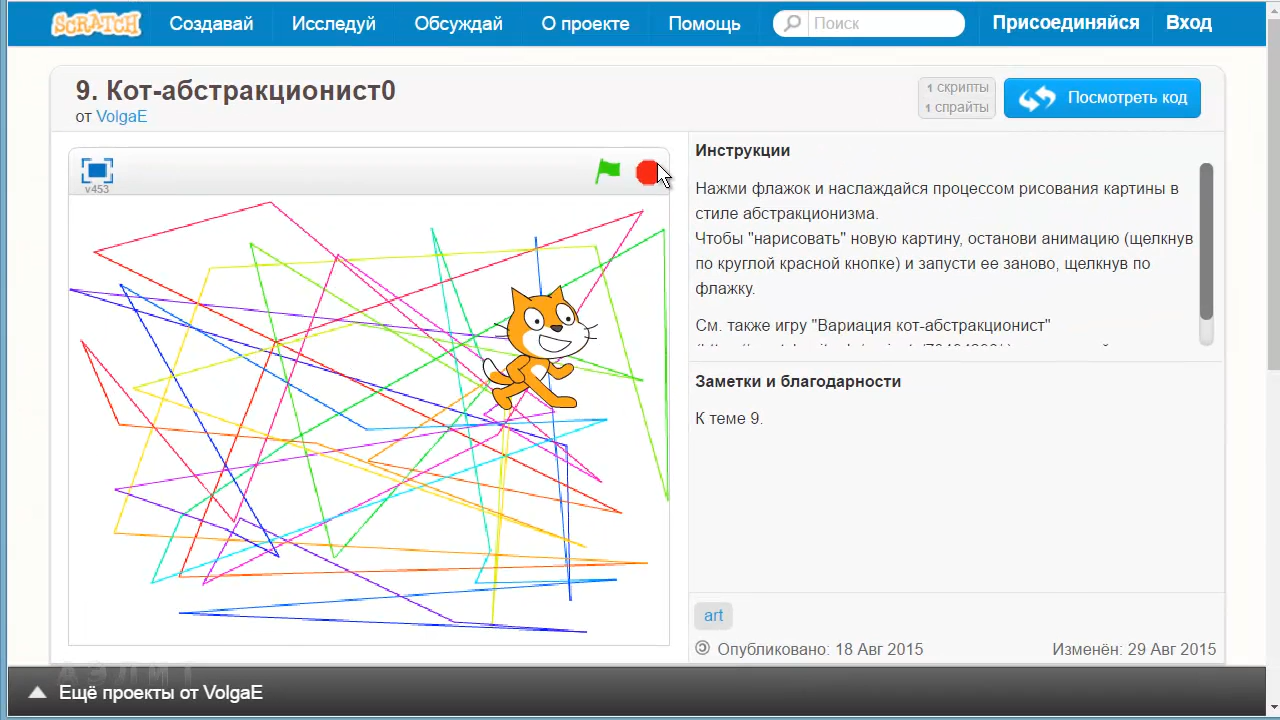 SCRATCH Создавай Исследуй Обсуждай О проекте Помощь Поиск Присоединяйся Вход
9. Кот-абстракционист0
от VolgaE
1 скрипты
1 спрайты
Посмотреть код
v453
Инструкции
Нажми флажок и наслаждайся процессом рисования картины в
стиле абстракционизма.
Чтобы "нарисовать" новую картину, останови анимацию (щелкнув
по круглой красной кнопке) и запусти ее заново, щелкнув по
флажку.
См. также игру "Вариация кот-абстракционист"
Заметки и благодарности
К теме 9.
art
Опубликовано: 18 Авг 2015 Изменён: 29 Авг 2015
Ещё проекты от VolgaE